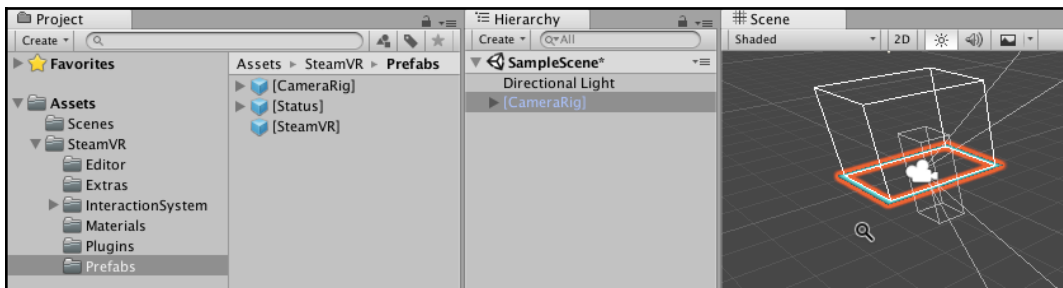 Project
Create
Favorites
Assets
Scenes
SteamVR
Editor
Extras
InteractionSystem
Materials
Plugins
Prefabs
Assets SteamVR Prefabs
[CameraRig]
[Status]
[SteamVR]
Hierarchy
Create All
SampleScene*
Directional Light
[CameraRig]
Scene
Shaded 2D